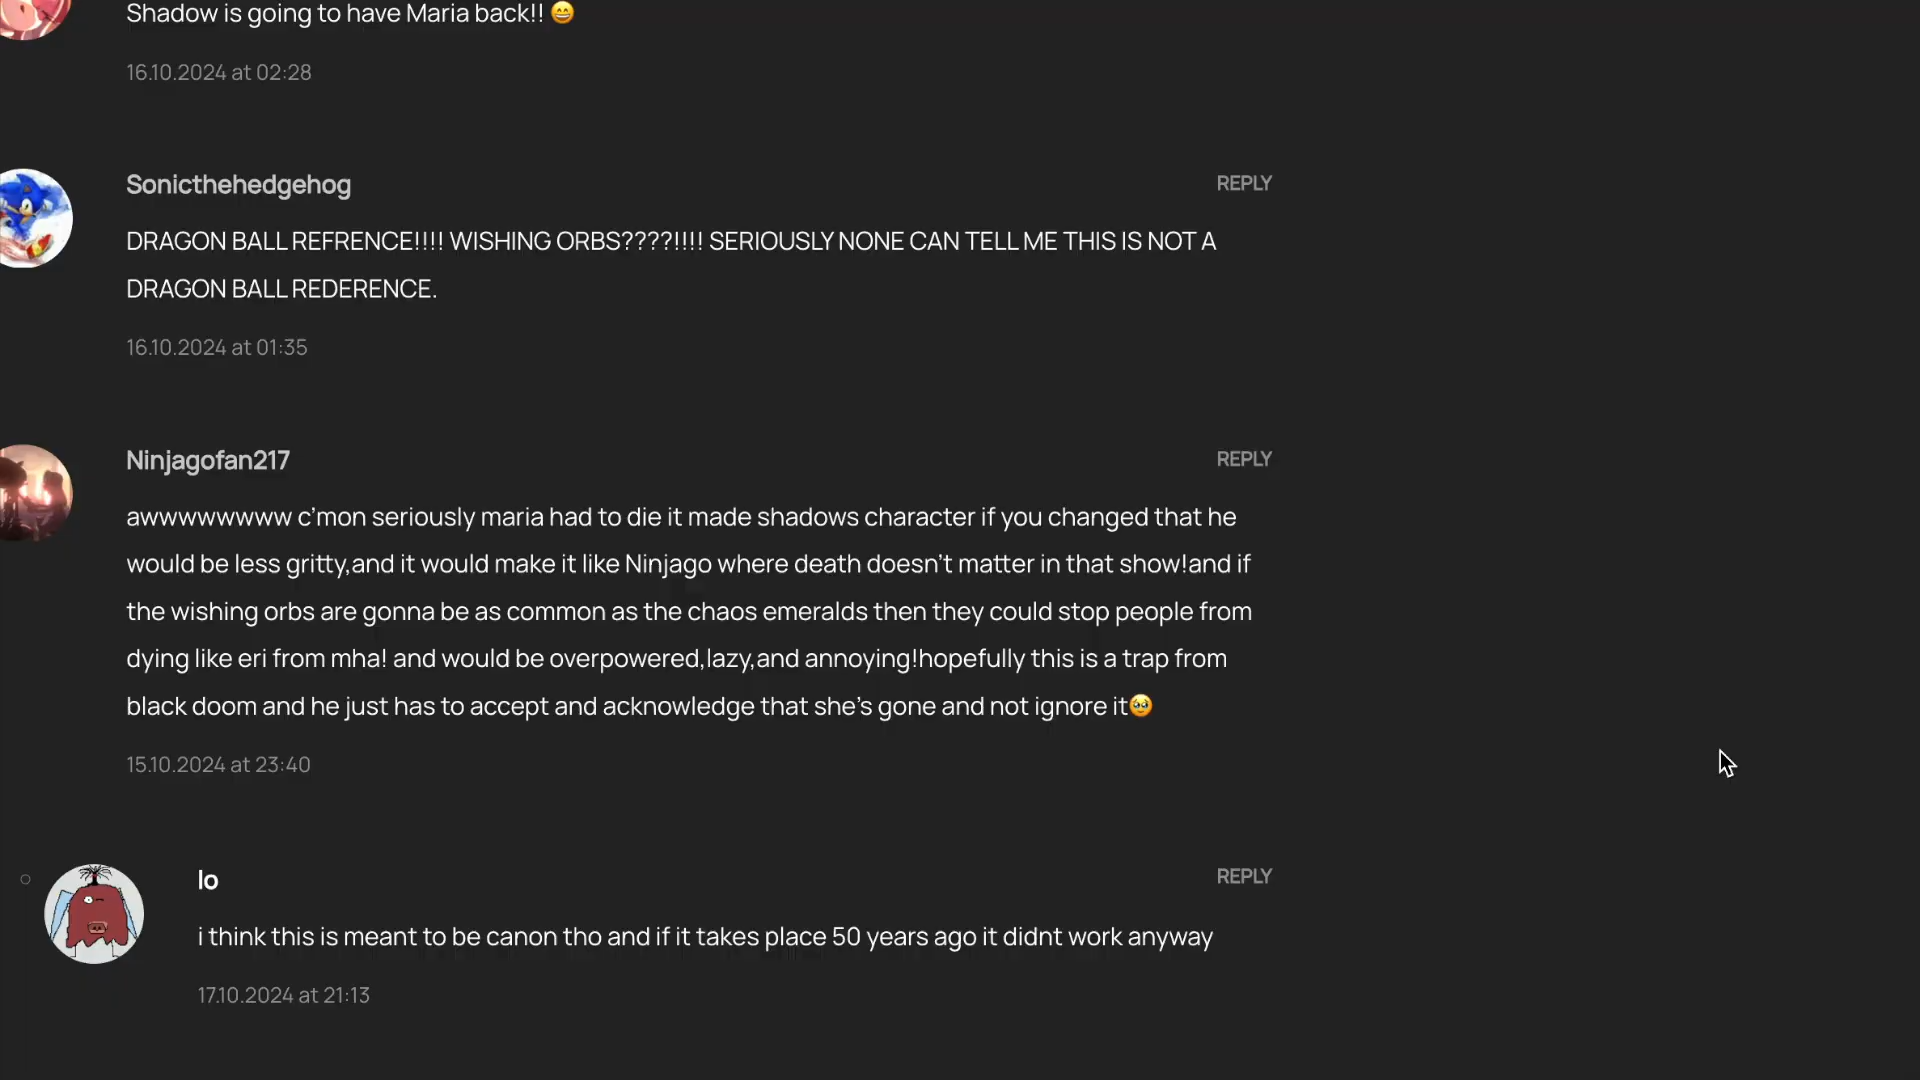 Shadow is going to have Maria back!! 😄
16.10.2024 at 02:28
Sonicthehedgehog
REPLY
DRAGON BALL REFRENCE!!!! WISHING ORBS????!!!! SERIOUSLY NONE CAN TELL ME THIS IS NOT A
DRAGON BALL REDERENCE.
16.10.2024 at 01:35
Ninjagofan217
REPLY
awwwwwwww c’mon seriously maria had to die it made shadows character if you changed that he
would be less gritty,and it would make it like Ninjago where death doesn’t matter in that show!and if
the wishing orbs are gonna be as common as the chaos emeralds then they could stop people from
dying like eri from mha! and would be overpowered,lazy,and annoying!hopefully this is a trap from
black doom and he just has to accept and acknowledge that she’s gone and not ignore it🥹
15.10.2024 at 23:40
lo
REPLY
i think this is meant to be canon tho and if it takes place 50 years ago it didnt work anyway
17.10.2024 at 21:13